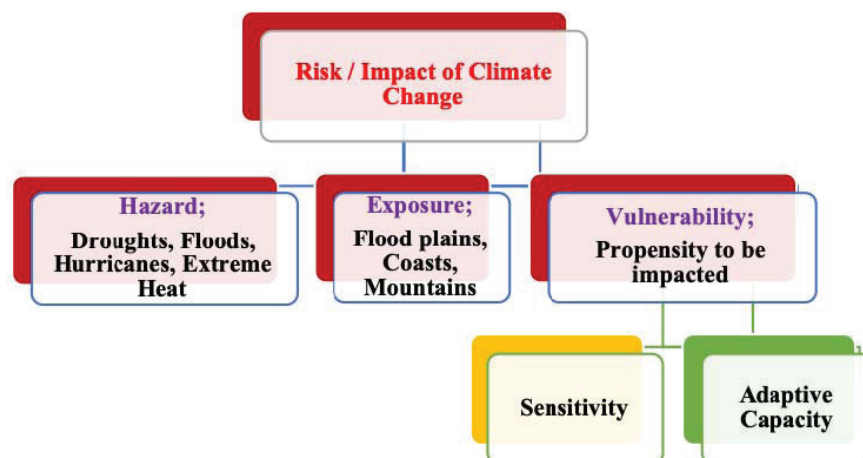 Risk / Impact of Climate
Change
Hazard;
Droughts, Floods,
Hurricanes, Extreme
Heat
Exposure;
Flood plains,
Coasts,
Mountains
Vulnerability;
Propensity to be
impacted
Sensitivity
Adaptive
Capacity